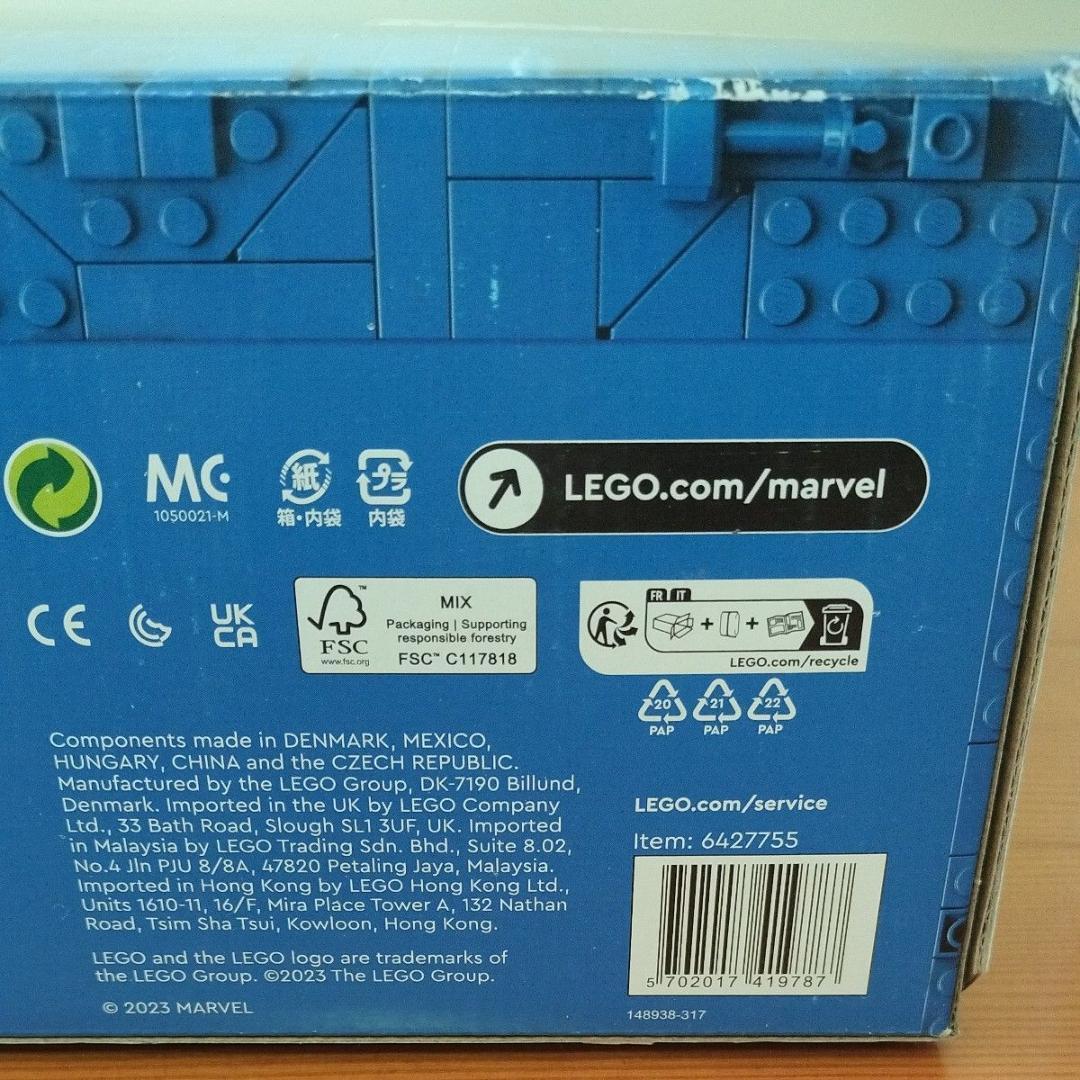 MC
1050021-M
紙
箱・内袋
プラ
内袋
LEGO.com/marvel
CE
UK
CA
FSC™
www.fsc.org
MIX
Packaging | Supporting
responsible forestry
FSC™ C117818
FR IT
LEGO.com/recycle
20 21 22
PAP PAP PAP
Components made in DENMARK, MEXICO,
HUNGARY, CHINA and the CZECH REPUBLIC.
Manufactured by the LEGO Group, DK-7190 Billund,
Denmark. Imported in the UK by LEGO Company
Ltd., 33 Bath Road, Slough SL1 3UF, UK. Imported
in Malaysia by LEGO Trading Sdn. Bhd., Suite 8.02,
No.4 Jln PJU 8/8A, 47820 Petaling Jaya, Malaysia.
Imported in Hong Kong by LEGO Hong Kong Ltd.,
Units 1610-11, 16/F, Mira Place Tower A, 132 Nathan
Road, Tsim Sha Tsui, Kowloon, Hong Kong.
LEGO and the LEGO logo are trademarks of
the LEGO Group. ©2023 The LEGO Group.
© 2023 MARVEL
LEGO.com/service
Item: 6427755
5 702017 419787
148938-317